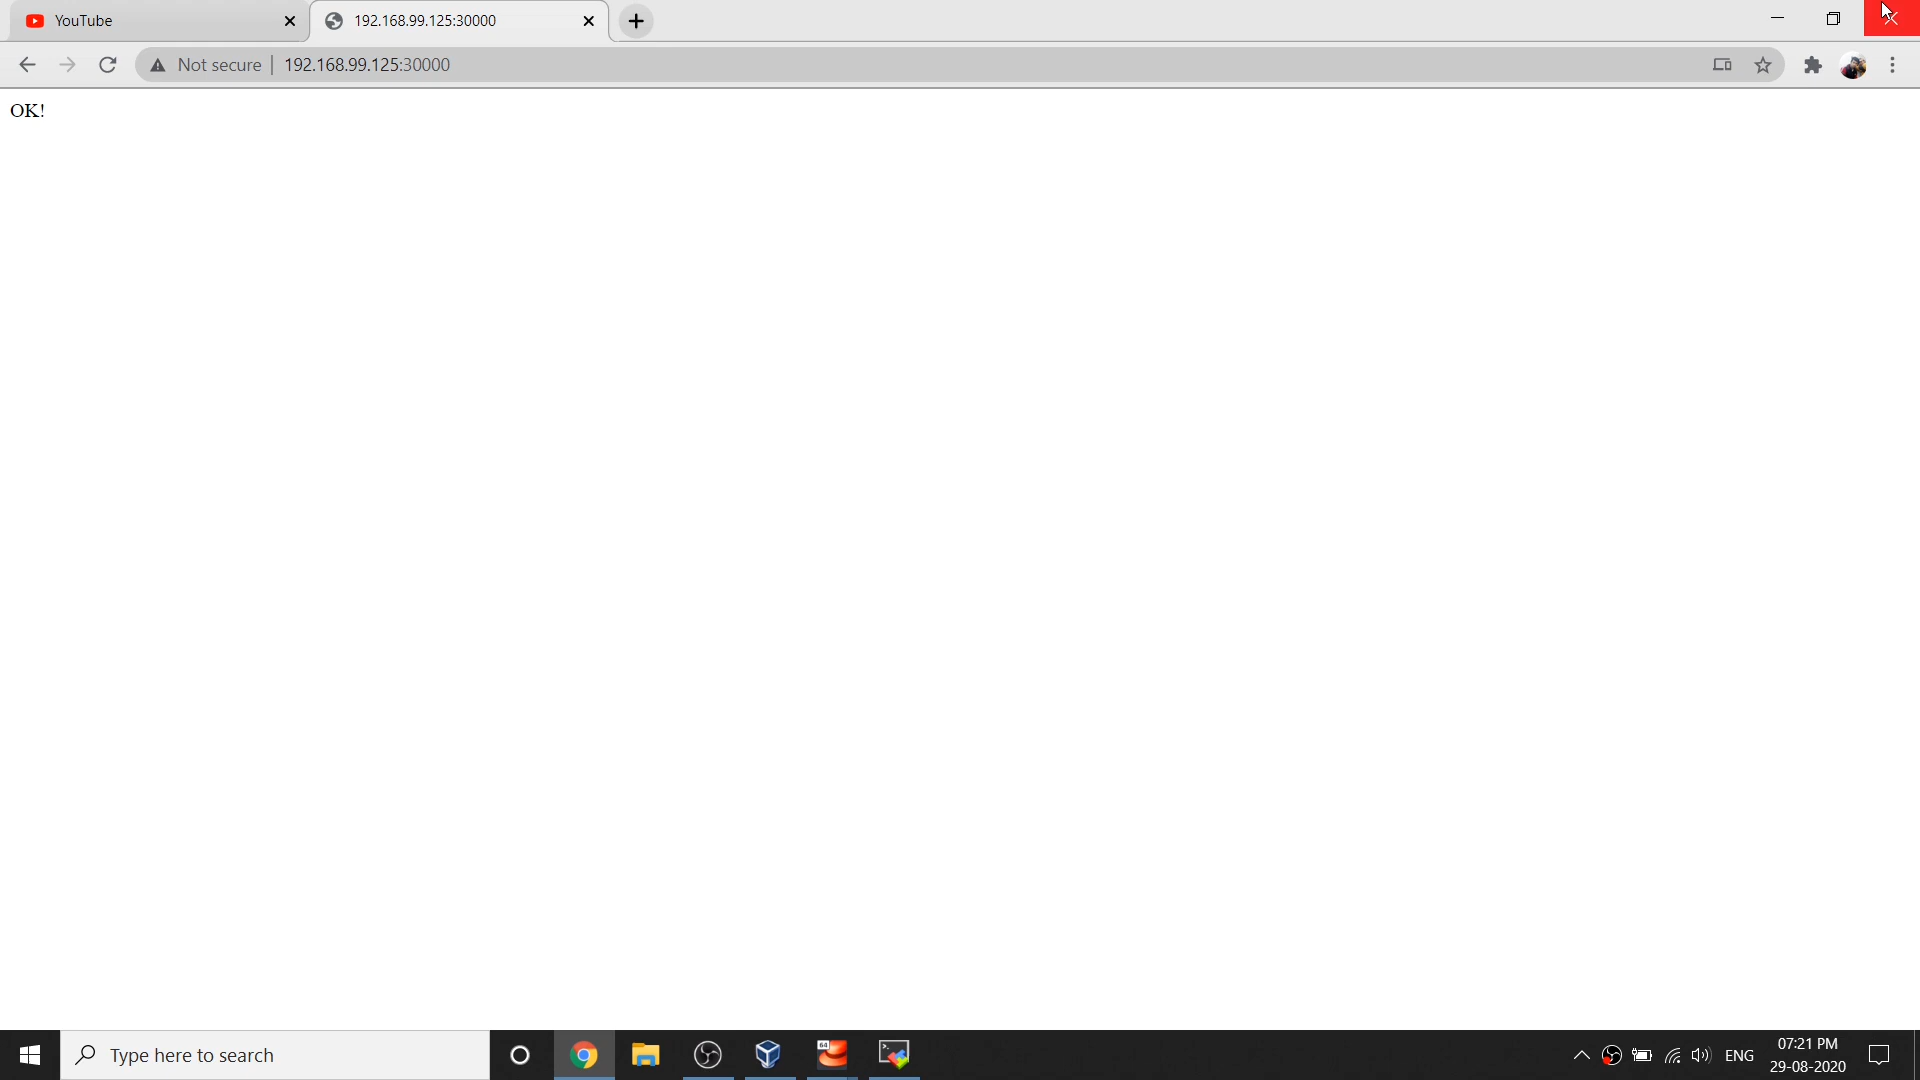 YouTube
192.168.99.125:30000
Not secure
192.168.99.125:30000
OK!
Type here to search
64
ENG
07:21 PM
29-08-2020